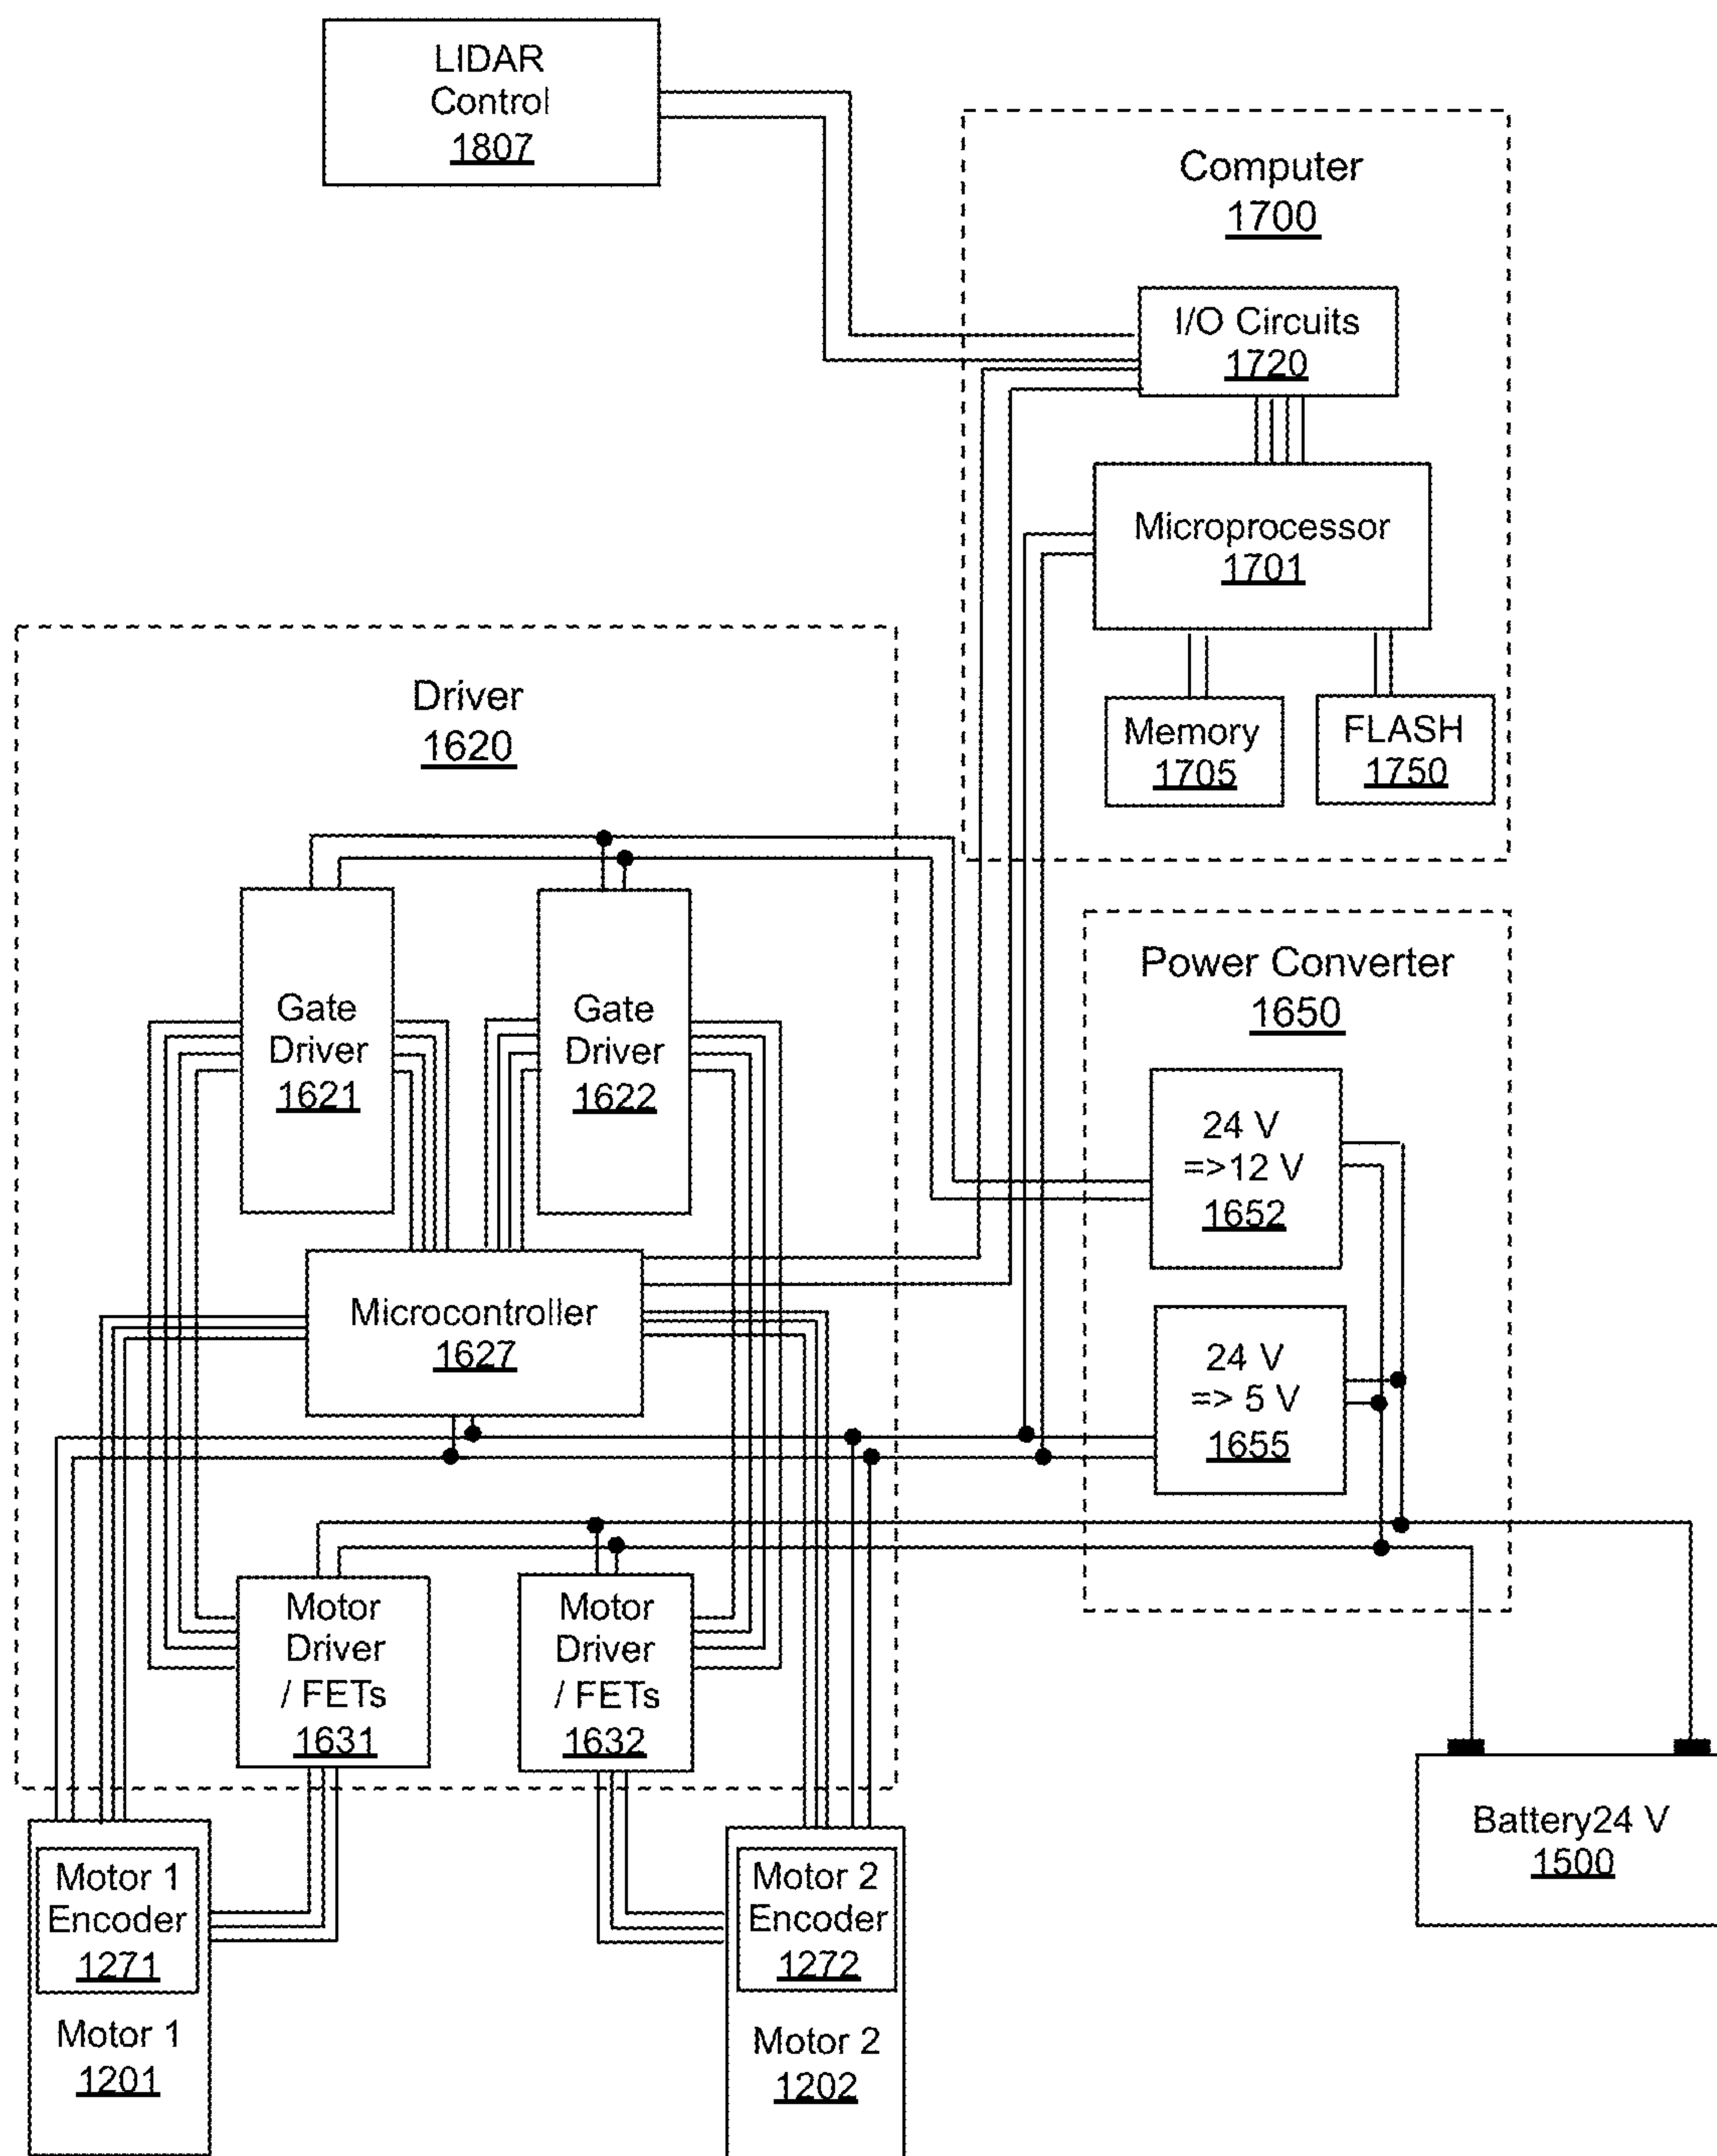 LIDAR
Control
1807
Computer
1700
I/O Circuits
1720
Microprocessor
1701
Memory
1705
FLASH
1750
Driver
1620
Gate
Driver
1621
Gate
Driver
1622
Microcontroller
1627
Power Converter
1650
24 V
=>12 V
1652
24 V
=> 5 V
1655
Motor
Driver
/ FETs
1631
Motor
Driver
/ FETs
1632
Battery24 V
1500
Motor 1
Encoder
1271
Motor 1
1201
Motor 2
Encoder
1272
Motor 2
1202